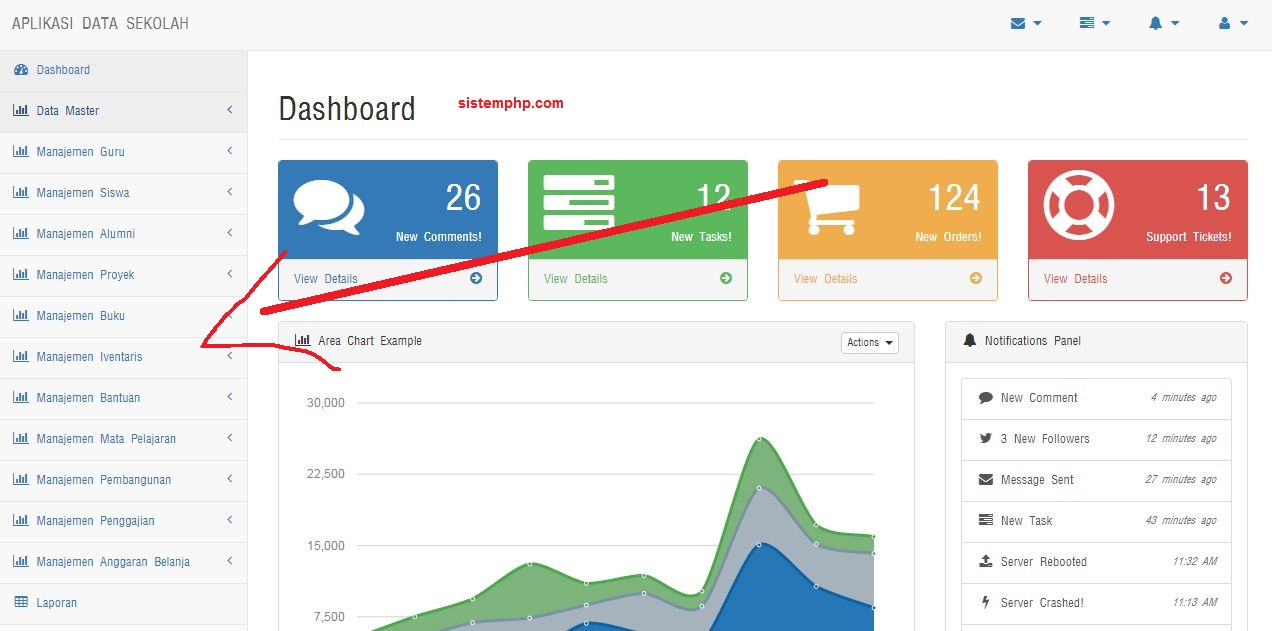 APLIKASI DATA SEKOLAH
Dashboard
Data Master
Manajemen Guru
Manajemen Siswa
Manajemen Alumni
Manajemen Proyek
Manajemen Buku
Manajemen Iventaris
Manajemen Bantuan
Manajemen Mata Pelajaran
Manajemen Pembangunan
Manajemen Penggajian
Manajemen Anggaran Belanja
Laporan
Dashboard
sistemphp.com
26
New Comments!
View Details
12
New Tasks!
View Details
124
New Orders!
View Details
13
Support Tickets!
View Details
Area Chart Example
Actions
30,000
22,500
15,000
7,500
Notifications Panel
New Comment 4 minutes ago
3 New Followers 12 minutes ago
Message Sent 27 minutes ago
New Task 43 minutes ago
Server Rebooted 11:32 AM
Server Crashed! 11:13 AM